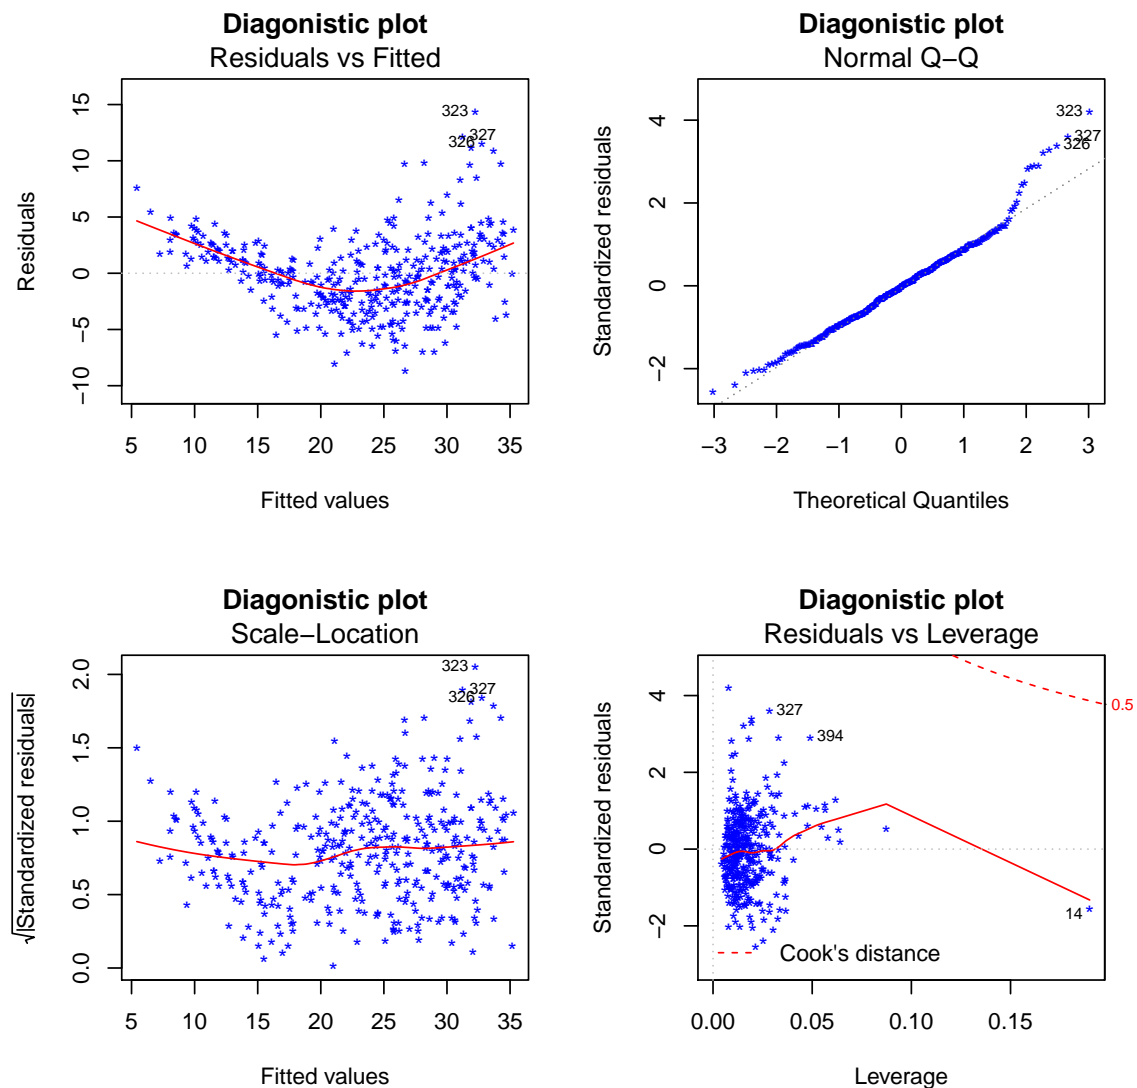 Diagonistic plot
Residuals vs Fitted
Residuals
15
10
5
0
−5
−10
323
327
326
5 10 15 20 25 30 35
Fitted values
Diagonistic plot
Normal Q−Q
Standardized residuals
4
2
0
−2
323
327
326
−3 −2 −1 0 1 2 3
Theoretical Quantiles
Diagonistic plot
Scale−Location
√|Standardized residuals|
2.0
1.5
1.0
0.5
0.0
323
327
326
5 10 15 20 25 30 35
Fitted values
Diagonistic plot
Residuals vs Leverage
Standardized residuals
4
2
0
−2
0.5
327
394
14
Cook's distance
0.00 0.05 0.10 0.15
Leverage